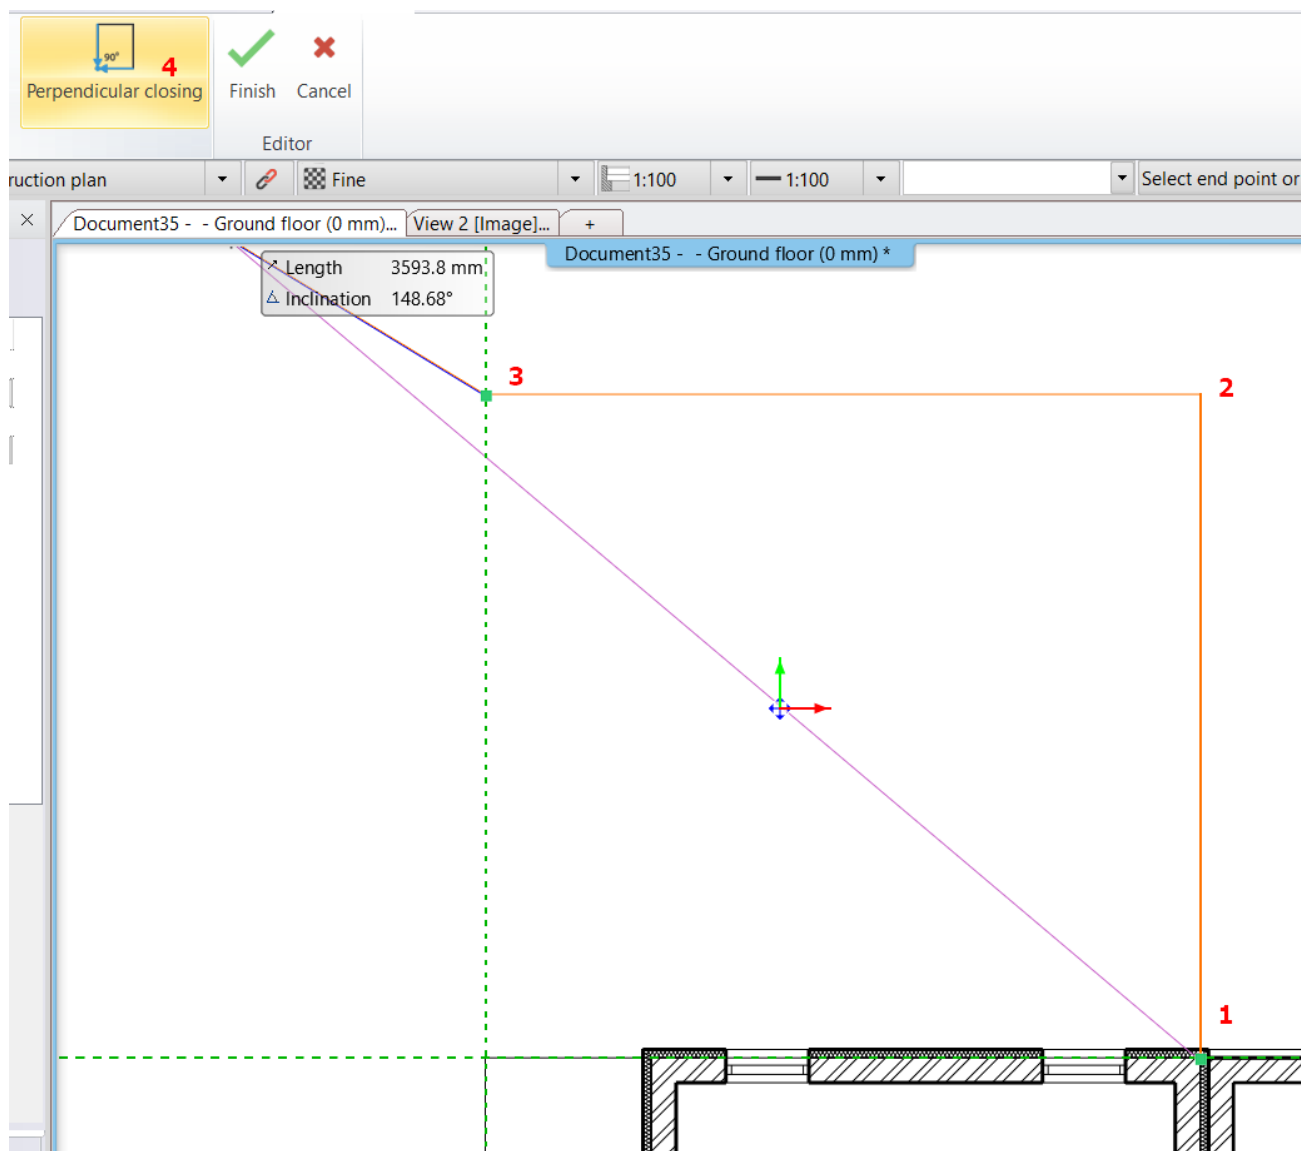 90°
4
Perpendicular closing
Finish
Cancel
Editor
ruction plan
Fine
1:100
1:100
Select end point or
Document35 - - Ground floor (0 mm)...
View 2 [Image]...
+
Document35 - - Ground floor (0 mm) *
Length 3593.8 mm
Inclination 148.68°
3
2
1